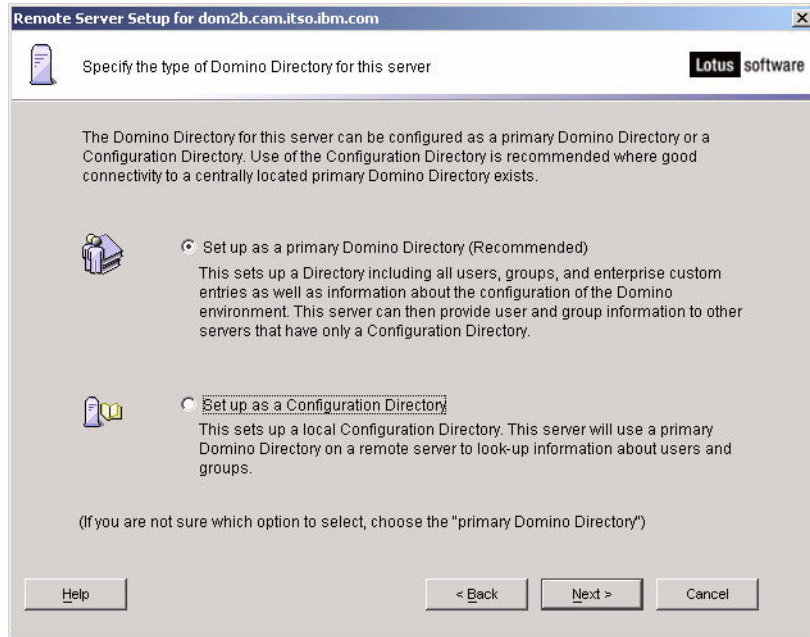 Remote Server Setup for dom2b.cam.itso.ibm.com
Specify the type of Domino Directory for this server
Lotus software
The Domino Directory for this server can be configured as a primary Domino Directory or a
Configuration Directory. Use of the Configuration Directory is recommended where good
connectivity to a centrally located primary Domino Directory exists.
Set up as a primary Domino Directory (Recommended)
This sets up a Directory including all users, groups, and enterprise custom
entries as well as information about the configuration of the Domino
environment. This server can then provide user and group information to other
servers that have only a Configuration Directory.
Set up as a Configuration Directory
This sets up a local Configuration Directory. This server will use a primary
Domino Directory on a remote server to look-up information about users and
groups.
(If you are not sure which option to select, choose the "primary Domino Directory")
Help
< Back
Next >
Cancel